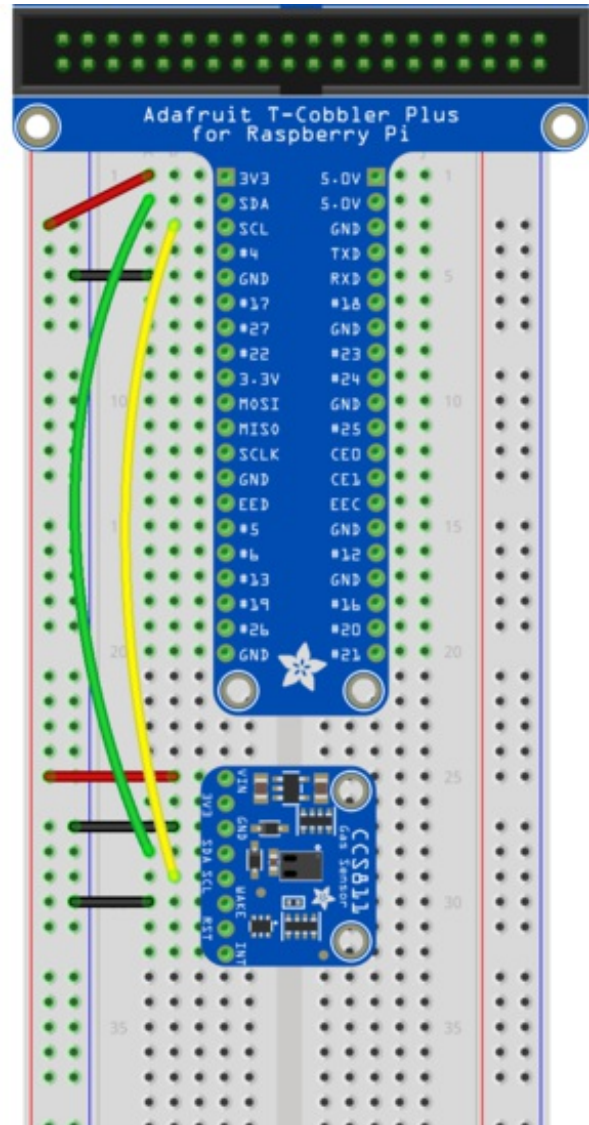 Adafruit T-Cobbler Plus
for Raspberry Pi
1 3V3 5.0V 1
SDA 5.0V
SCL GND
#4 TXD
GND RXD 5
#17 #18
#27 GND
#22 #23
3.3V #24
10 MOSI GND 10
MISO #25
SCLK CE0
GND CE1
EED EEC
#5 GND 15
#6 #12
#13 GND
#19 #16
#26 #20
20 GND #21 20
VIN
3V3
GND
SDA
SCL
WAKE
RST
INT
CCS811
Gas Sensor
25
30
35 35